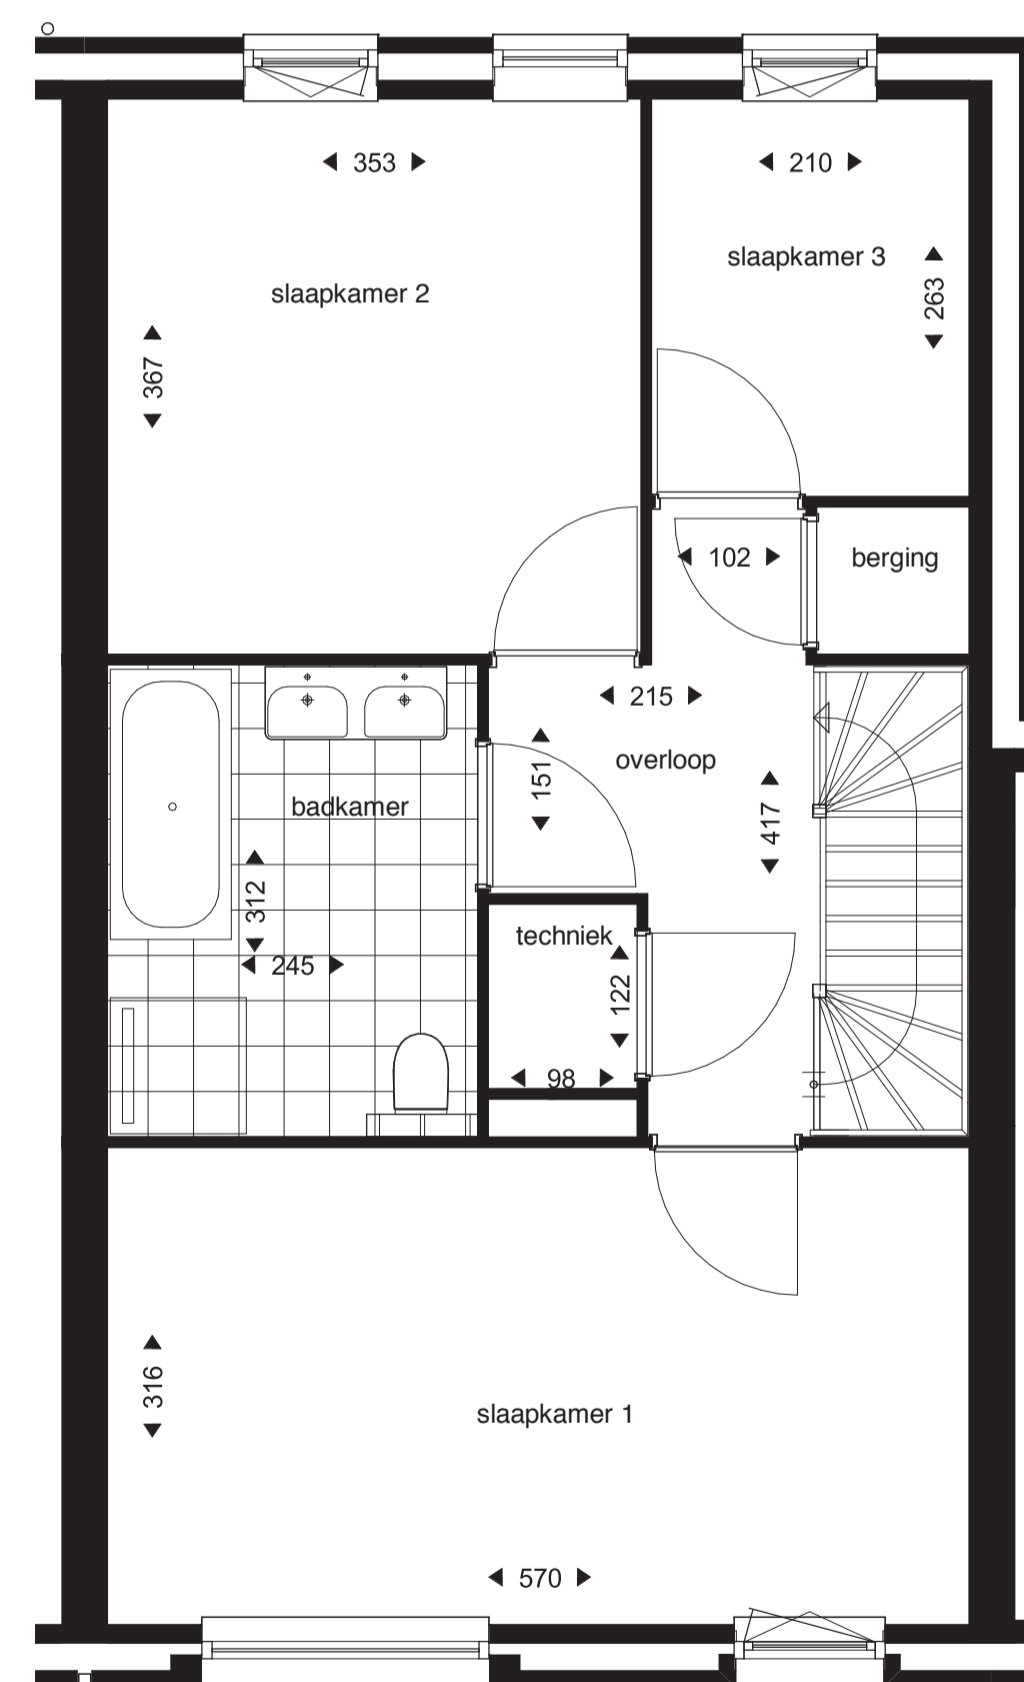 353
210
slaapkamer 3
263
slaapkamer 2
367
102
berging
215
151
overloop
417
badkamer
312
245
techniek
122
98
316
slaapkamer 1
570